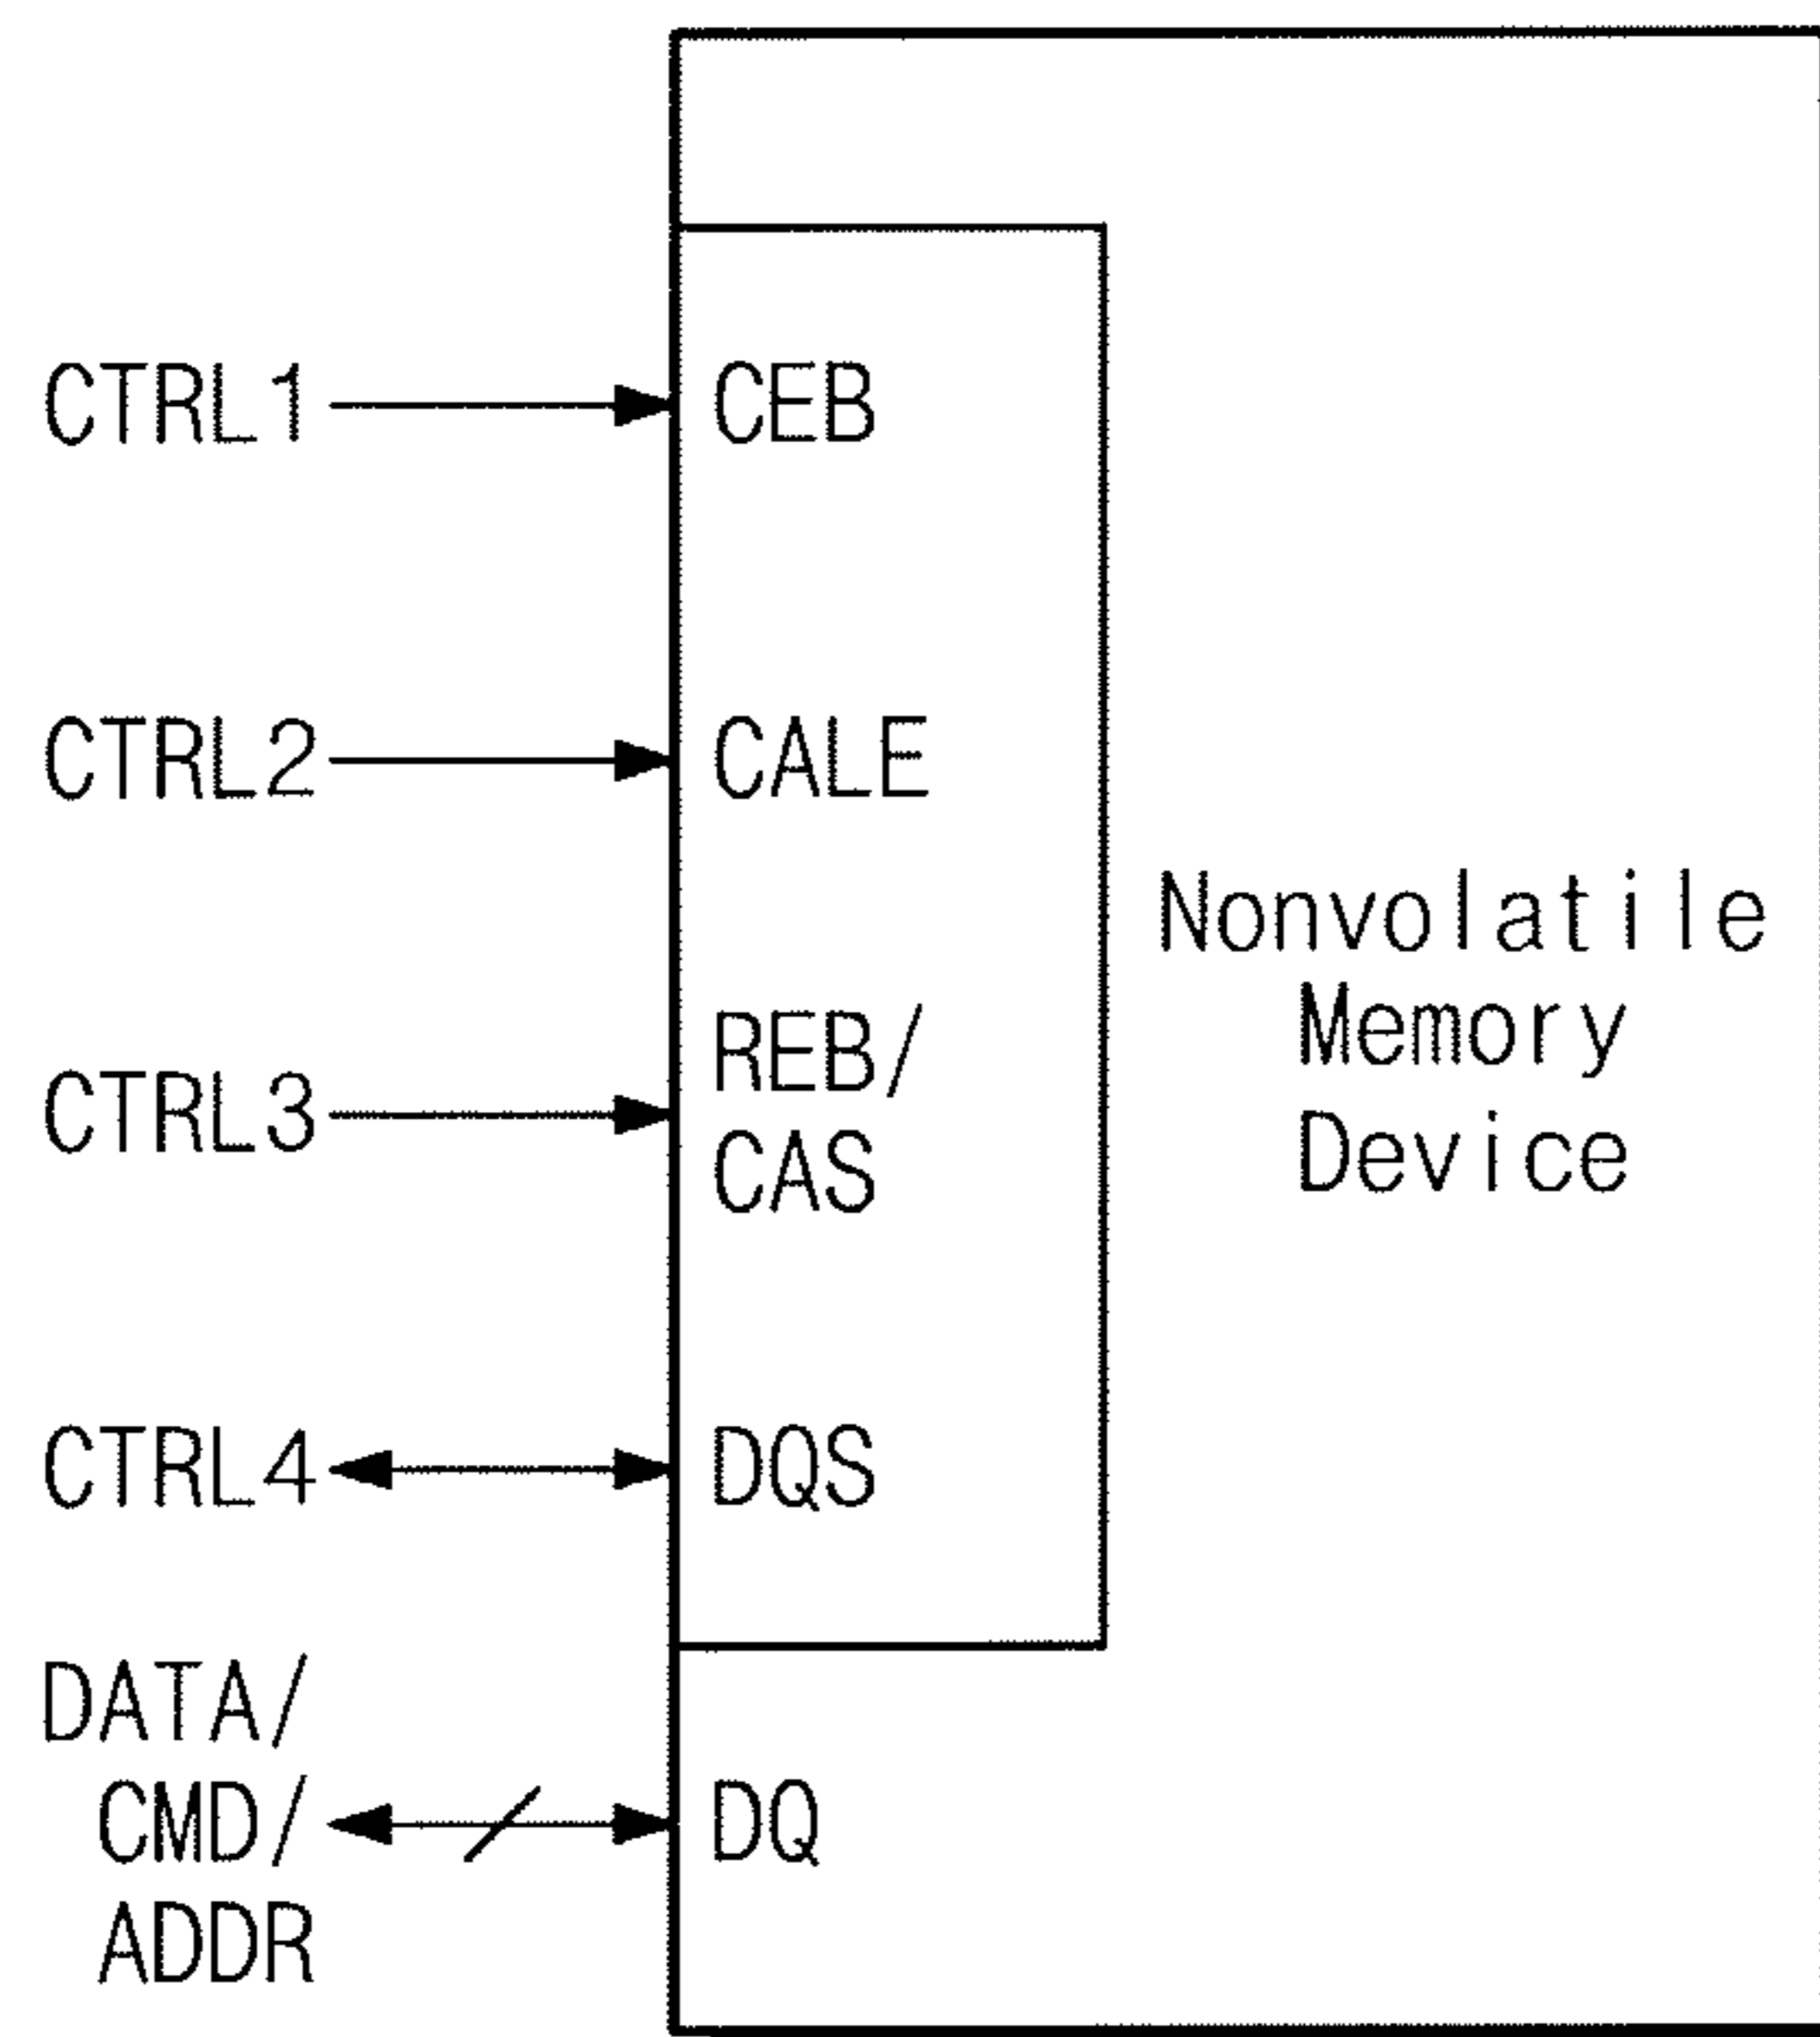 CTRL1
CEB
CTRL2
CALE
Nonvolatile
Memory
Device
CTRL3
REB/
CAS
CTRL4
DQS
DATA/
CMD/
ADDR
DQ